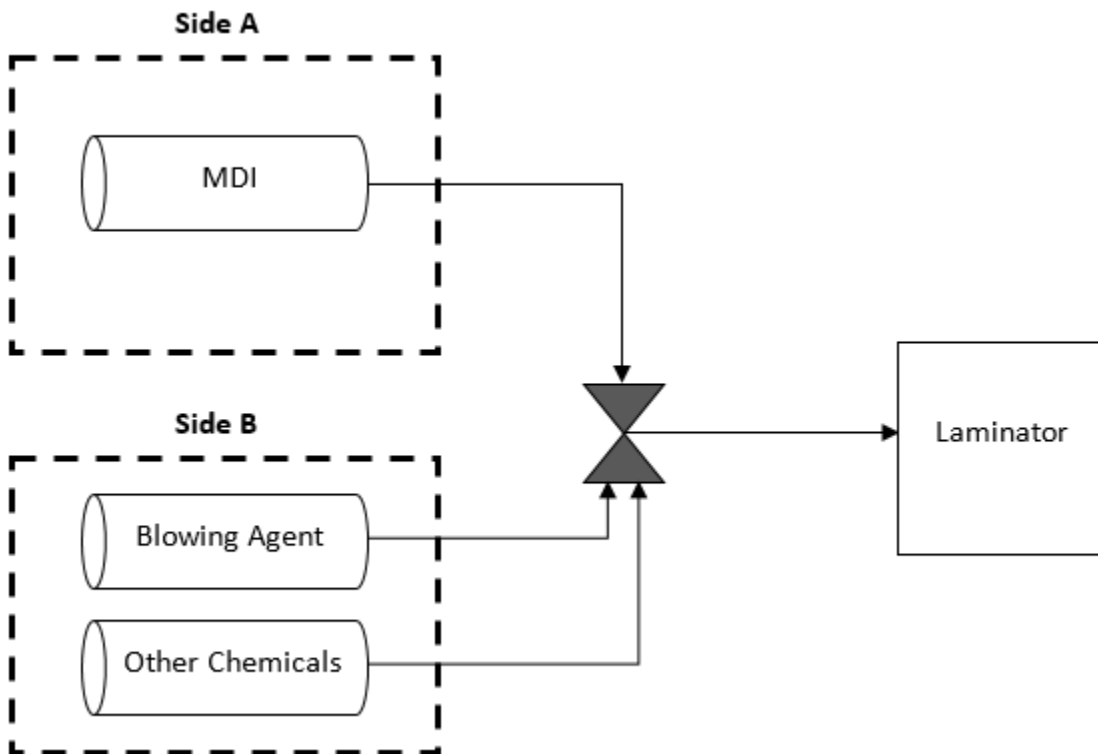 Side A
MDI
Side B
Blowing Agent
Other Chemicals
Laminator